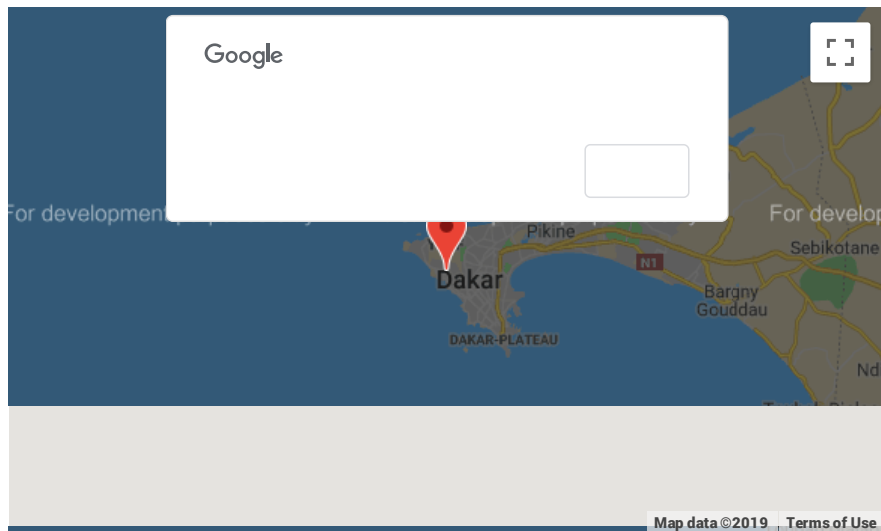 Google
For development
For develop
Pikine
Sebikotane
N1
Dakar
Bargny
Gouddau
DAKAR-PLATEAU
Nd
Map data ©2019
Terms of Use